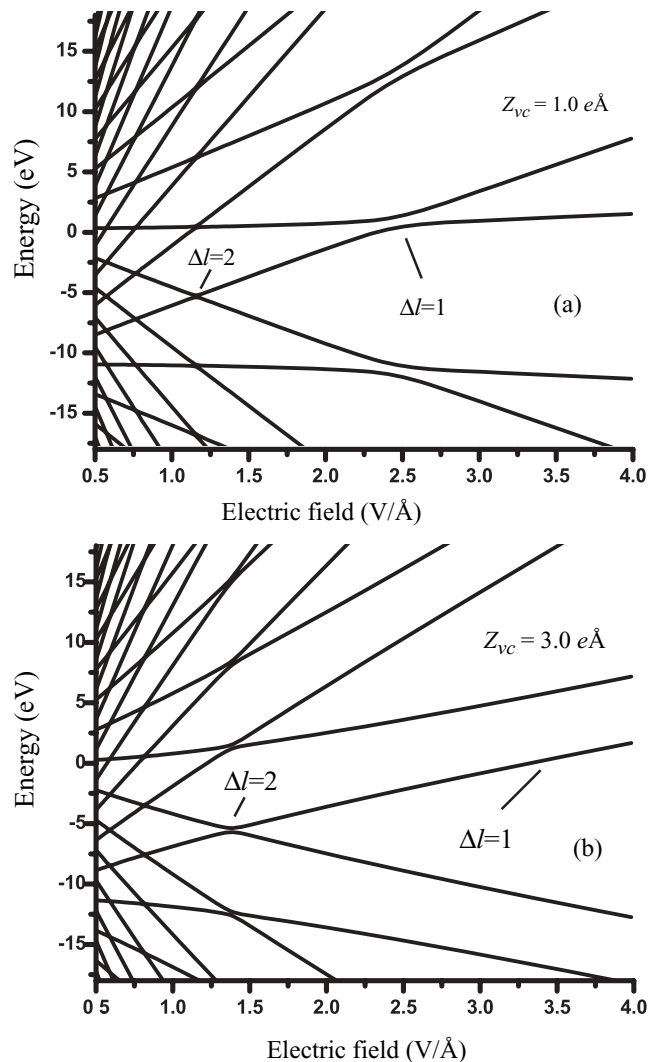 15
10
5
0
-5
-10
-15
Energy (eV)
Z_vc = 1.0 eÅ
Δl=2
Δl=1
(a)
0.5 1.0 1.5 2.0 2.5 3.0 3.5 4.0
Electric field (V/Å)
15
10
5
0
-5
-10
-15
Energy (eV)
Z_vc = 3.0 eÅ
Δl=2
Δl=1
(b)
0 5 1.0 1.5 2.0 2.5 3.0 3.5 4.0
Electric field (V/Å)